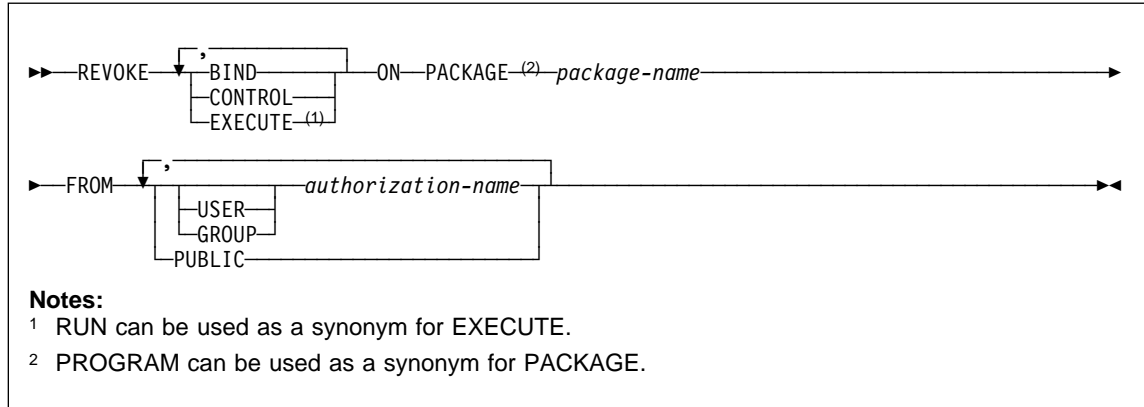 ,
REVOKE BIND ON PACKAGE (2) package-name
CONTROL
EXECUTE (1)
,
FROM authorization-name
USER
GROUP
PUBLIC
Notes:
1 RUN can be used as a synonym for EXECUTE.
2 PROGRAM can be used as a synonym for PACKAGE.